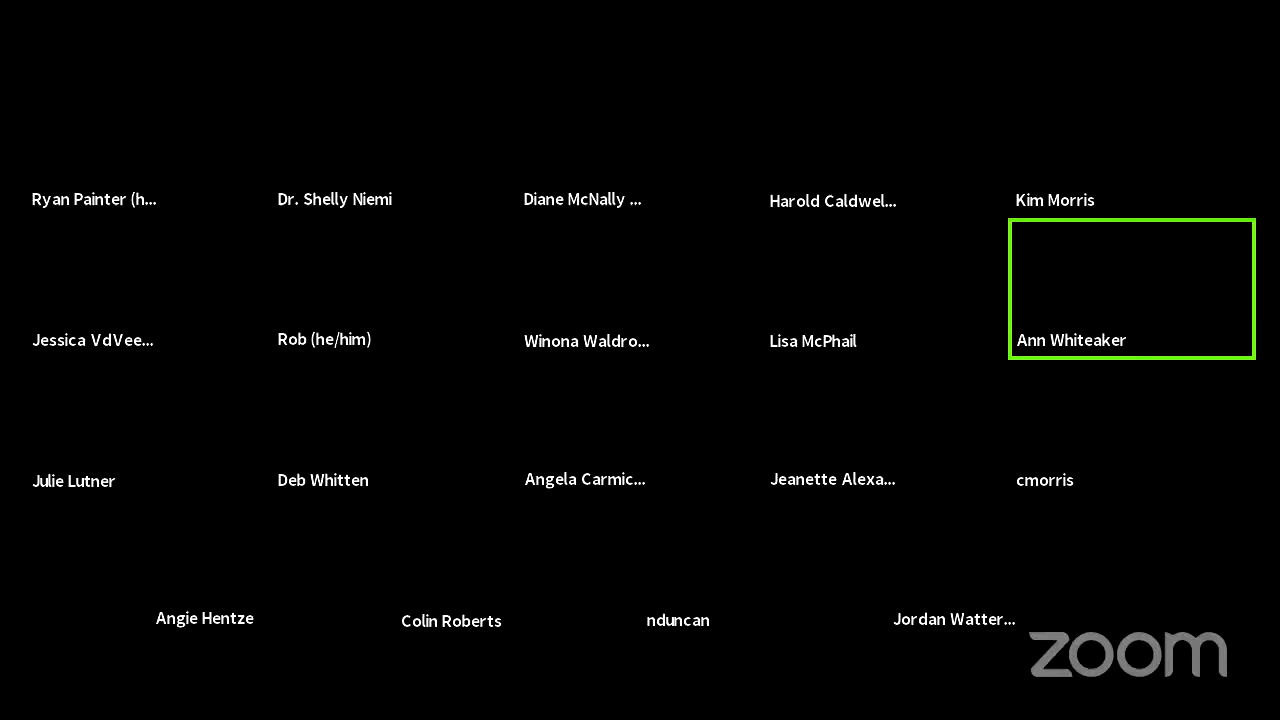 Ryan Painter (h...
Dr. Shelly Niemi
Diane McNally ...
Harold Caldwel...
Kim Morris
Jessica VdVee...
Rob (he/him)
Winona Waldro...
Lisa McPhail
Ann Whiteaker
Julie Lutner
Deb Whitten
Angela Carmic...
Jeanette Alexa...
cmorris
Angie Hentze
Colin Roberts
nduncan
Jordan Watter...
zoom